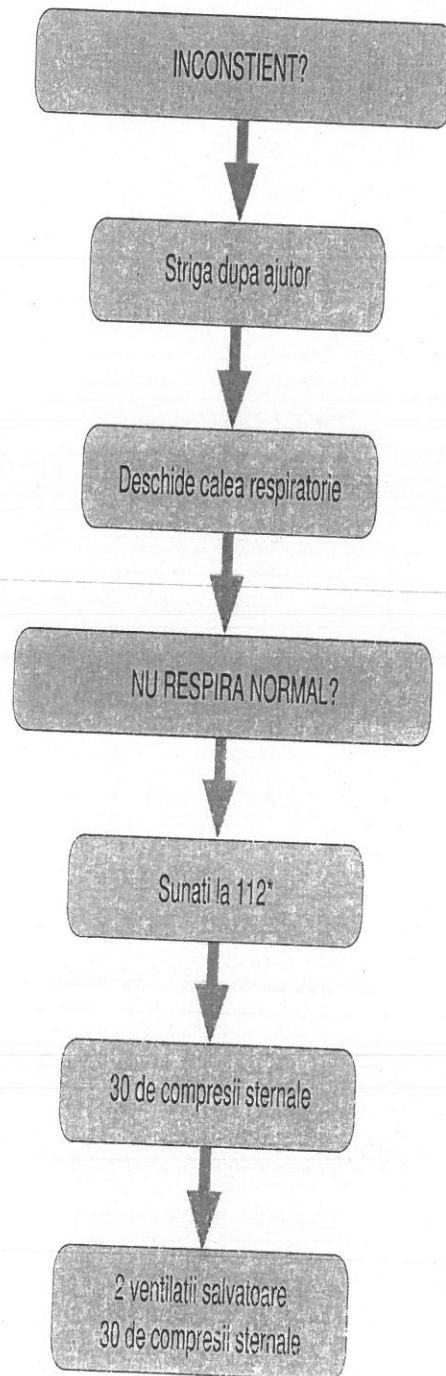 INCONSTIENT?
Striga dupa ajutor
Deschide calea respiratorie
NU RESPIRA NORMAL?
Sunati la 112*
30 de compresii sternale
2 ventilatii salvatoare
30 de compresii sternale